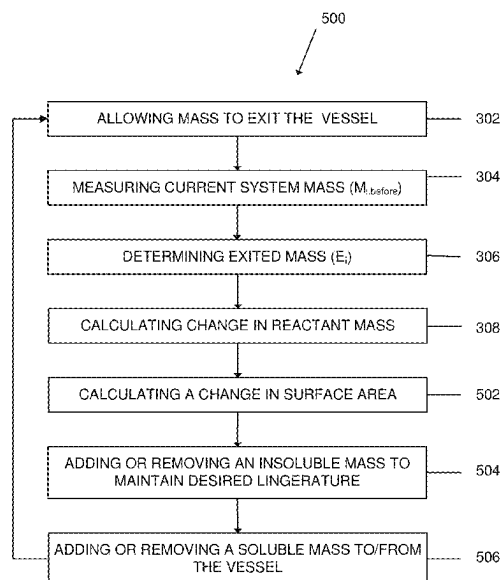 500
ALLOWING MASS TO EXIT THE VESSEL
302
MEASURING CURRENT SYSTEM MASS (Mi,before)
304
DETERMINING EXITED MASS (Ei)
306
CALCULATING CHANGE IN REACTANT MASS
308
CALCULATING A CHANGE IN SURFACE AREA
502
ADDING OR REMOVING AN INSOLUBLE MASS TO
MAINTAIN DESIRED LINGERATURE
504
ADDING OR REMOVING A SOLUBLE MASS TO/FROM
THE VESSEL
506